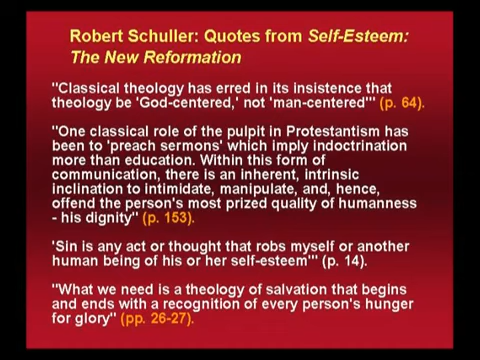 Robert Schuller: Quotes from Self-Esteem:
The New Reformation
"Classical theology has erred in its insistence that
theology be 'God-centered,' not 'man-centered'" (p. 64).
"One classical role of the pulpit in Protestantism has
been to 'preach sermons' which imply indoctrination
more than education. Within this form of
communication, there is an inherent, intrinsic
inclination to intimidate, manipulate, and, hence,
offend the person's most prized quality of humanness
- his dignity" (p. 153).
'Sin is any act or thought that robs myself or another
human being of his or her self-esteem'" (p. 14).
"What we need is a theology of salvation that begins
and ends with a recognition of every person's hunger
for glory" (pp. 26-27).